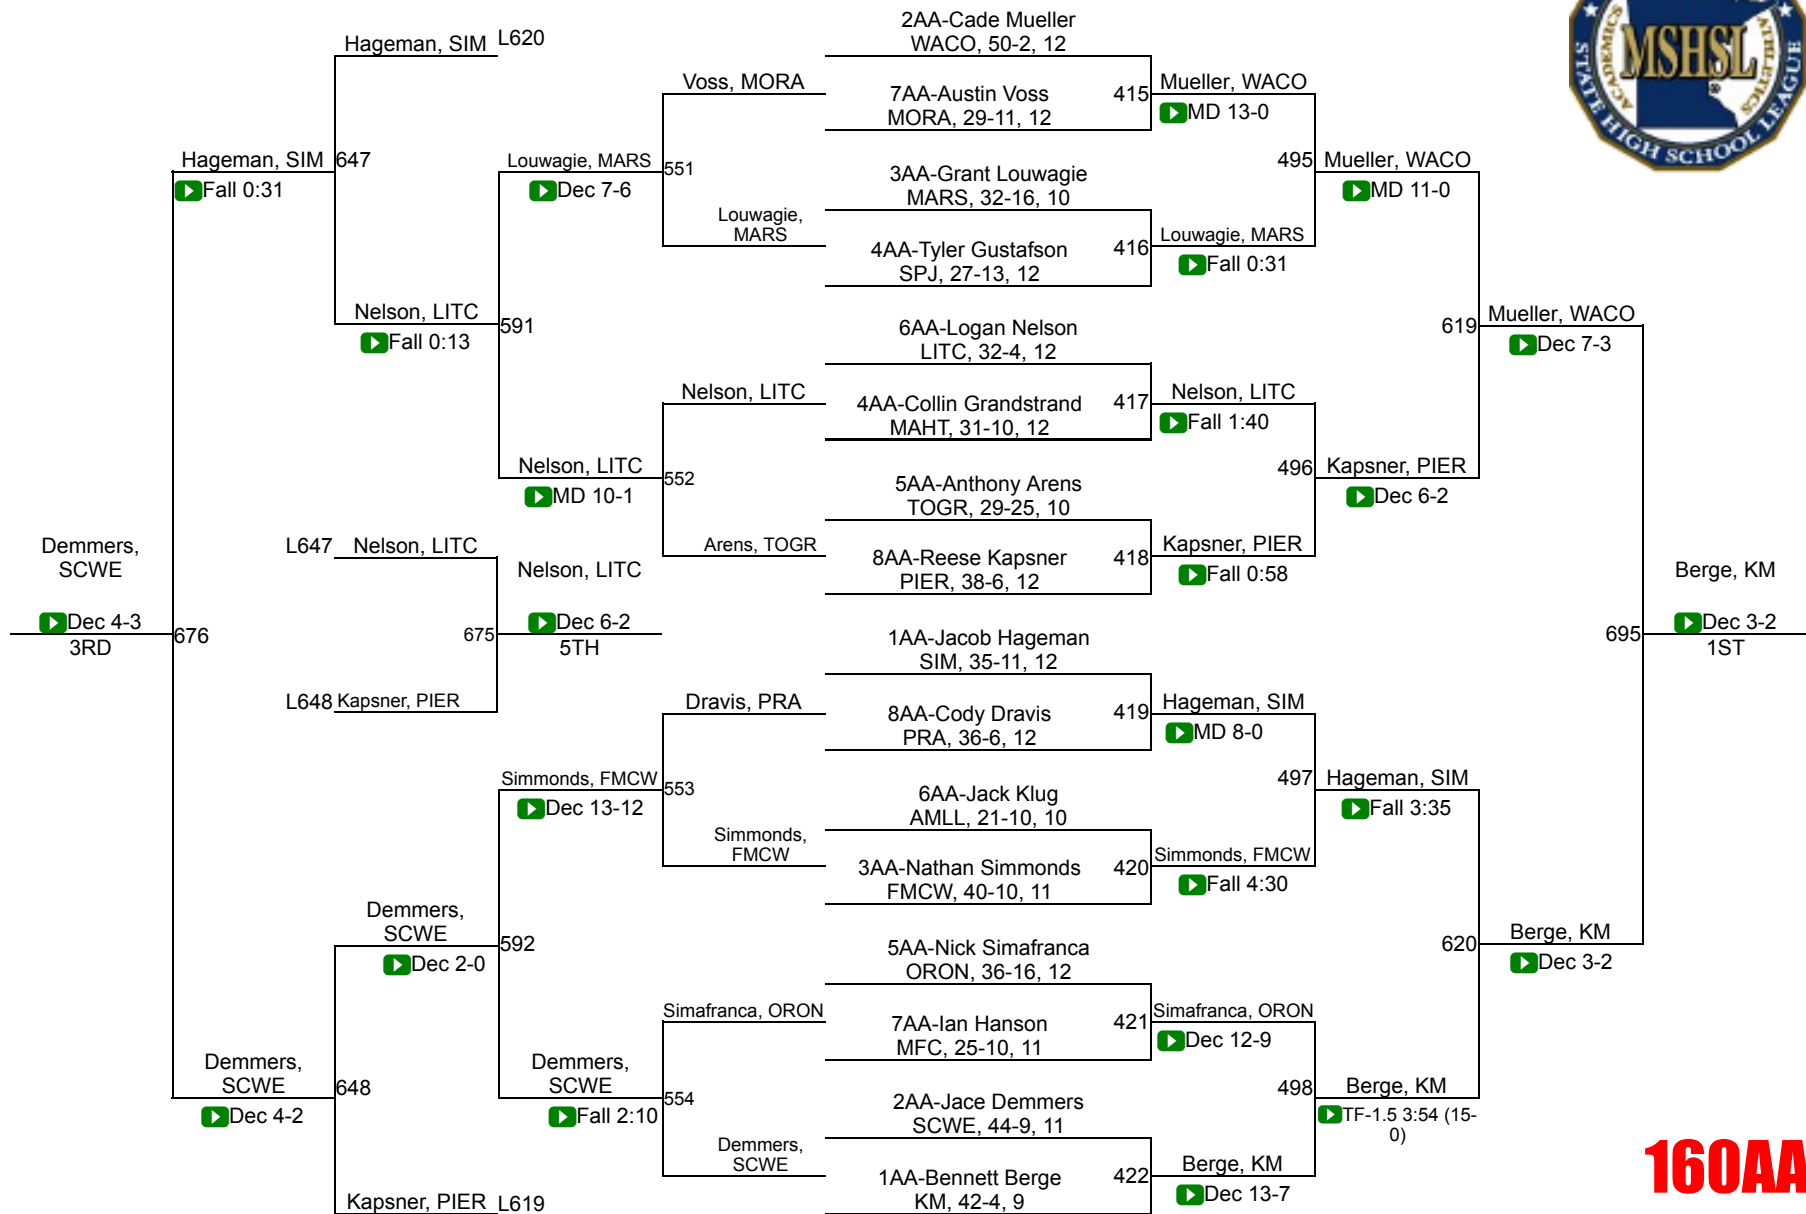 2AA-Cade Mueller
WACO, 50-2, 12
Hageman, SIM L620
Voss, MORA
7AA-Austin Voss
MORA, 29-11, 12
415
Mueller, WACO
MD 13-0
MSHSL
ACADEMICS
ATHLETICS
STATE HIGH SCHOOL LEAGUE
Hageman, SIM 647
Fall 0:31
Louwagie, MARS
Dec 7-6
551
3AA-Grant Louwagie
MARS, 32-16, 10
495 Mueller, WACO
MD 11-0
Louwagie,
MARS
4AA-Tyler Gustafson
SPJ, 27-13, 12
416
Louwagie, MARS
Fall 0:31
Nelson, LITC
Fall 0:13
591
6AA-Logan Nelson
LITC, 32-4, 12
619
Mueller, WACO
Dec 7-3
Nelson, LITC
4AA-Collin Grandstrand
MAHT, 31-10, 12
417
Nelson, LITC
Fall 1:40
Nelson, LITC
MD 10-1
552
5AA-Anthony Arens
TOGR, 29-25, 10
496 Kapsner, PIER
Dec 6-2
Arens, TOGR
8AA-Reese Kapsner
PIER, 38-6, 12
418
Kapsner, PIER
Fall 0:58
Demmers,
SCWE
Dec 4-3
3RD
676
L647 Nelson, LITC
675
Nelson, LITC
Dec 6-2
5TH
L648 Kapsner, PIER
1AA-Jacob Hageman
SIM, 35-11, 12
695
Berge, KM
Dec 3-2
1ST
Dravis, PRA
8AA-Cody Dravis
PRA, 36-6, 12
419
Hageman, SIM
MD 8-0
Simmonds, FMCW
Dec 13-12
553
6AA-Jack Klug
AMLL, 21-10, 10
497 Hageman, SIM
Fall 3:35
Simmonds,
FMCW
3AA-Nathan Simmonds
FMCW, 40-10, 11
420
Simmonds, FMCW
Fall 4:30
Demmers,
SCWE
Dec 2-0
592
5AA-Nick Simafranca
ORON, 36-16, 12
620
Berge, KM
Dec 3-2
Simafranca, ORON
7AA-Ian Hanson
MFC, 25-10, 11
421
Simafranca, ORON
Dec 12-9
Demmers,
SCWE
Dec 4-2
648
Demmers,
SCWE
Fall 2:10
554
2AA-Jace Demmers
SCWE, 44-9, 11
498
Berge, KM
TF-1.5 3:54 (15-
0)
Demmers,
SCWE
1AA-Bennett Berge
KM, 42-4, 9
422
Berge, KM
Dec 13-7
Kapsner, PIER L619
160AA